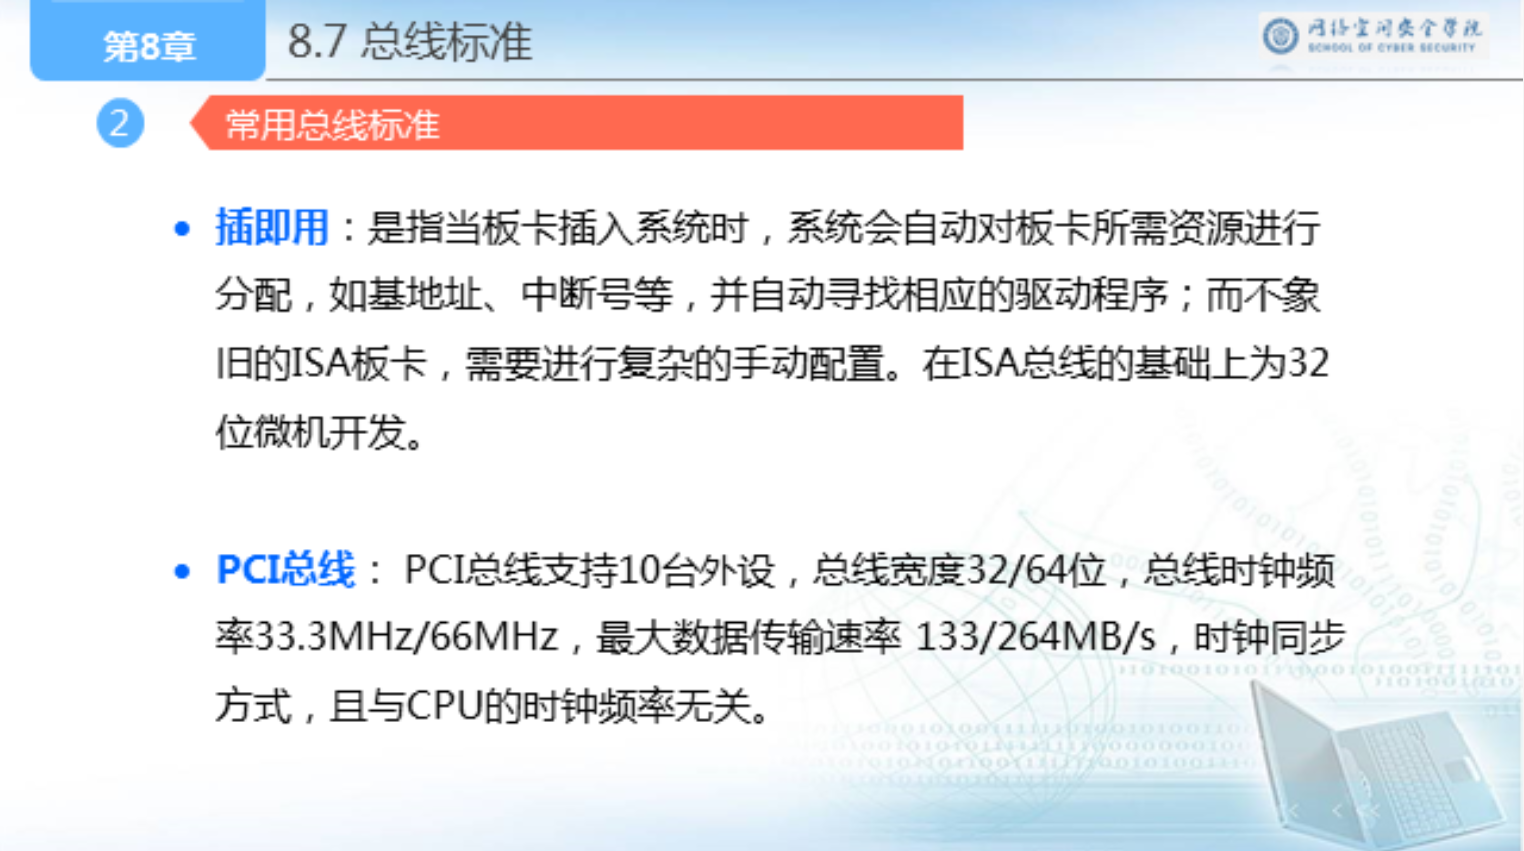 第8章
8.7 总线标准
网络空间安全学院
SCHOOL OF CYBER SECURITY
2
常用总线标准
• 插即用：是指当板卡插入系统时，系统会自动对板卡所需资源进行
分配，如基地址、中断号等，并自动寻找相应的驱动程序；而不象
旧的ISA板卡，需要进行复杂的手动配置。在ISA总线的基础上为32
位微机开发。
• PCI总线： PCI总线支持10台外设，总线宽度32/64位，总线时钟频
率33.3MHz/66MHz，最大数据传输速率 133/264MB/s，时钟同步
方式，且与CPU的时钟频率无关。